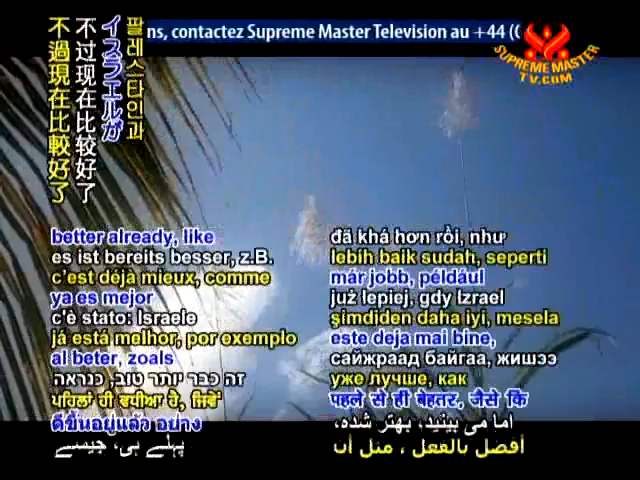 ns, contactez Supreme Master Television au +44 (0
SUPREME MASTER
TV.COM
팔레스타인과
イスラエルが
不过现在比较好了
不過現在比較好了
better already, like
es ist bereits besser, z.B.
c'est déjà mieux, comme
ya es mejor
c'è stato: Israele
já está melhor, por exemplo
al beter, zoals
זה כבר יותר טוב, כנראה
ਪਹਿਲਾਂ ਹੀ ਵਧੀਆ ਹੈ, ਜਿਵੇਂ
ดีขึ้นอยู่แล้ว อย่าง
پہلے ہی، جیسے
đã khá hơn rồi, như
lebih baik sudah, seperti
már jobb, például
już lepiej, gdy Izrael
şimdiden daha iyi, mesela
este deja mai bine,
сайжраад байгаа, жишээ
уже лучше, как
पहले से ही बेहतर, जैसे कि
اما می بینید، بهتر شده،
أفضل بالفعل ، مثل أن